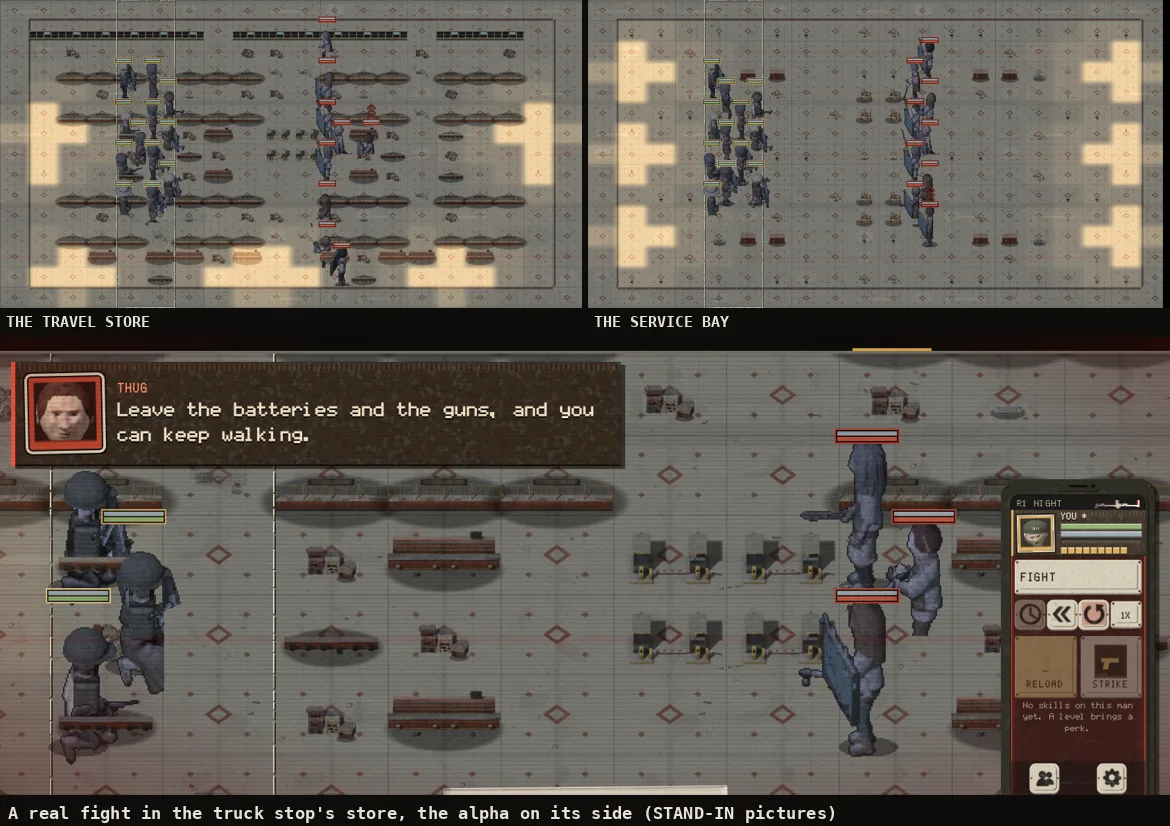 THE TRAVEL STORE
THE SERVICE BAY
THUG
Leave the batteries and the guns, and you
can keep walking.
R1 NIGHT
YOU *
FIGHT
1X
RELOAD
STRIKE
No skills on this man
yet. A level brings a
perk.
A real fight in the truck stop's store, the alpha on its side (STAND-IN pictures)